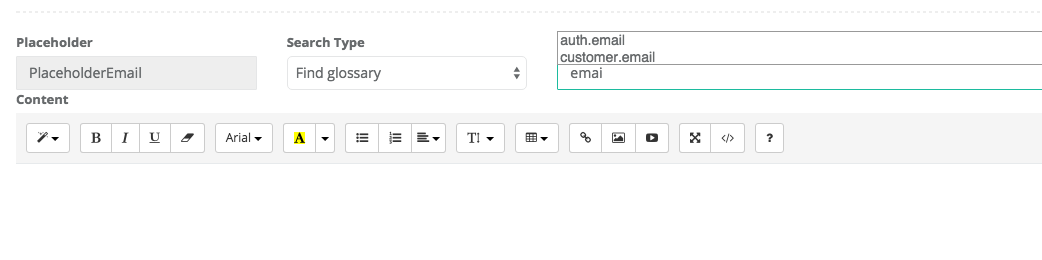 Placeholder
Search Type
auth.email
customer.email
PlaceholderEmail
Find glossary
emai
Content
B I U Arial A T ?